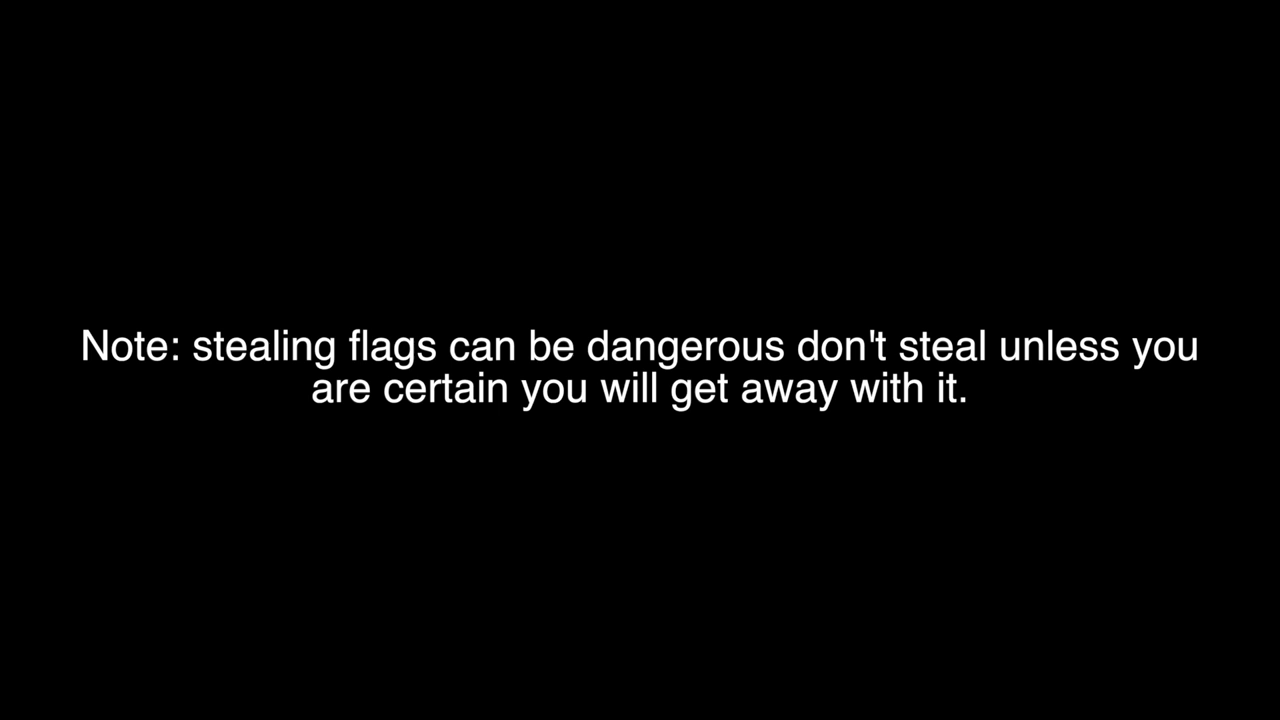 Note: stealing flags can be dangerous don't steal unless you
are certain you will get away with it.